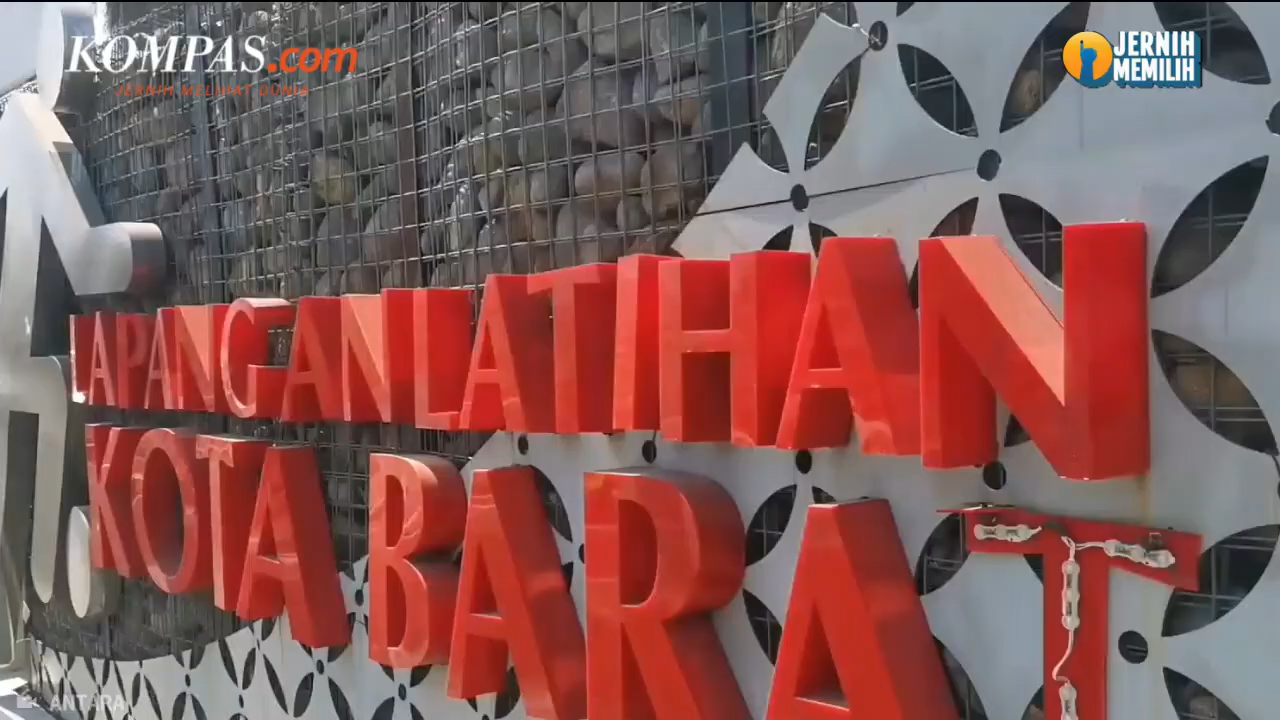 KOMPAS.com
JERNIH MELIHAT DUNIA
JERNIH
MEMILIH
LAPANGAN LATIHAN
KOTA BARAT
ANTARA